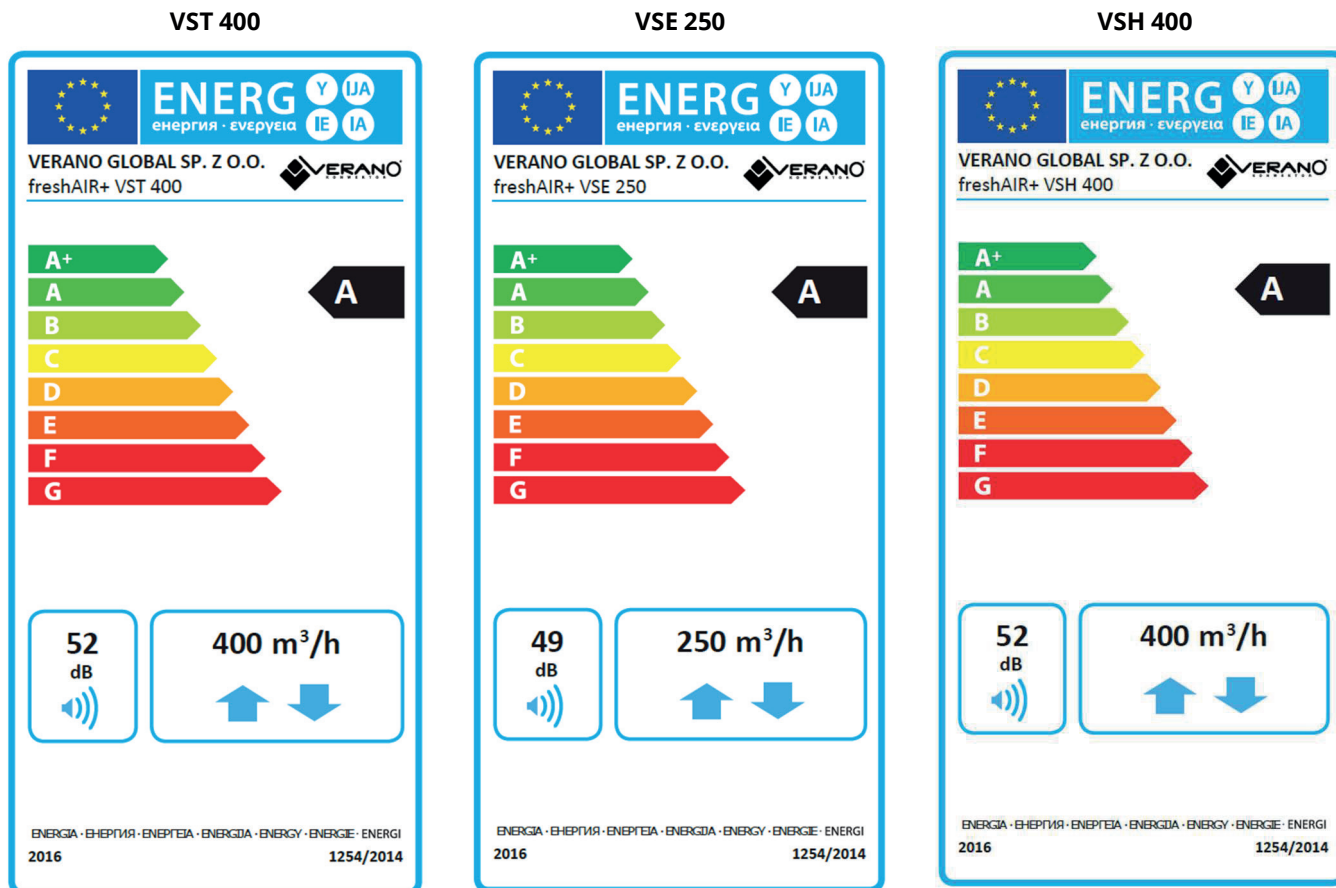 VST 400
ENERG Y IJA
енергия · ενεργεια IE IA
VERANO GLOBAL SP. Z O.O.
VERANO
freshAIR+ VST 400
A+
A
A
B
C
D
E
F
G
52
dB
400 m³/h
ENERGIA · ЕНЕРГИЯ · ΕΝΕΡΓΕΙΑ · ENERGIJA · ENERGY · ENERGIE · ENERGI
2016
1254/2014
VSE 250
ENERG Y IJA
енергия · ενεργεια IE IA
VERANO GLOBAL SP. Z O.O.
VERANO
freshAIR+ VSE 250
A+
A
A
B
C
D
E
F
G
49
dB
250 m³/h
ENERGIA · ЕНЕРГИЯ · ΕΝΕΡΓΕΙΑ · ENERGIJA · ENERGY · ENERGIE · ENERGI
2016
1254/2014
VSH 400
ENERG Y IJA
енергия · ενεργεια IE IA
VERANO GLOBAL SP. Z O.O.
VERANO
freshAIR+ VSH 400
A+
A
A
B
C
D
E
F
G
52
dB
400 m³/h
ENERGIA · ЕНЕРГИЯ · ΕΝΕΡΓΕΙΑ · ENERGIJA · ENERGY · ENERGIE · ENERGI
2016
1254/2014